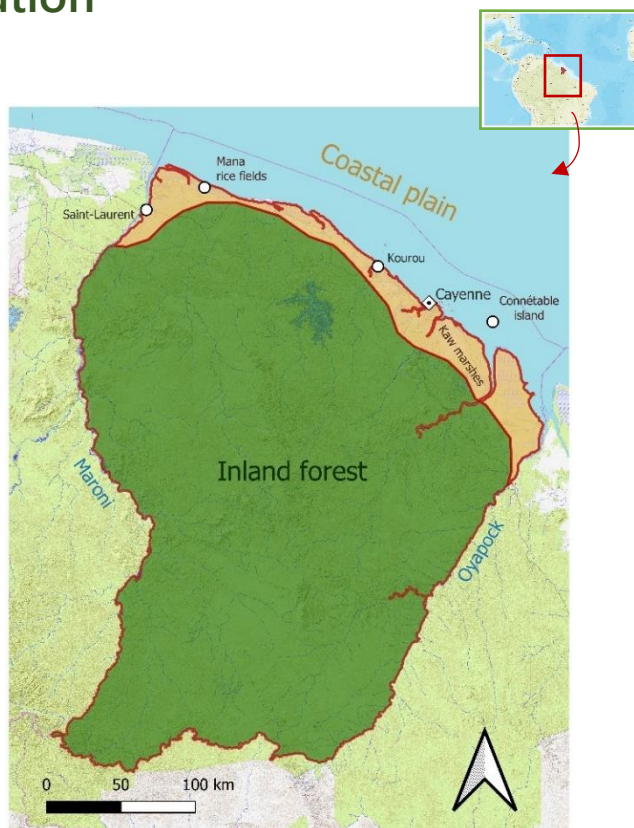 ution
Coastal plain
Mana
rice fields
Saint-Laurent
Kourou
Cayenne
Connétable
island
Kaw marshes
Inland forest
Maroni
Oyapock
0 50 100 km